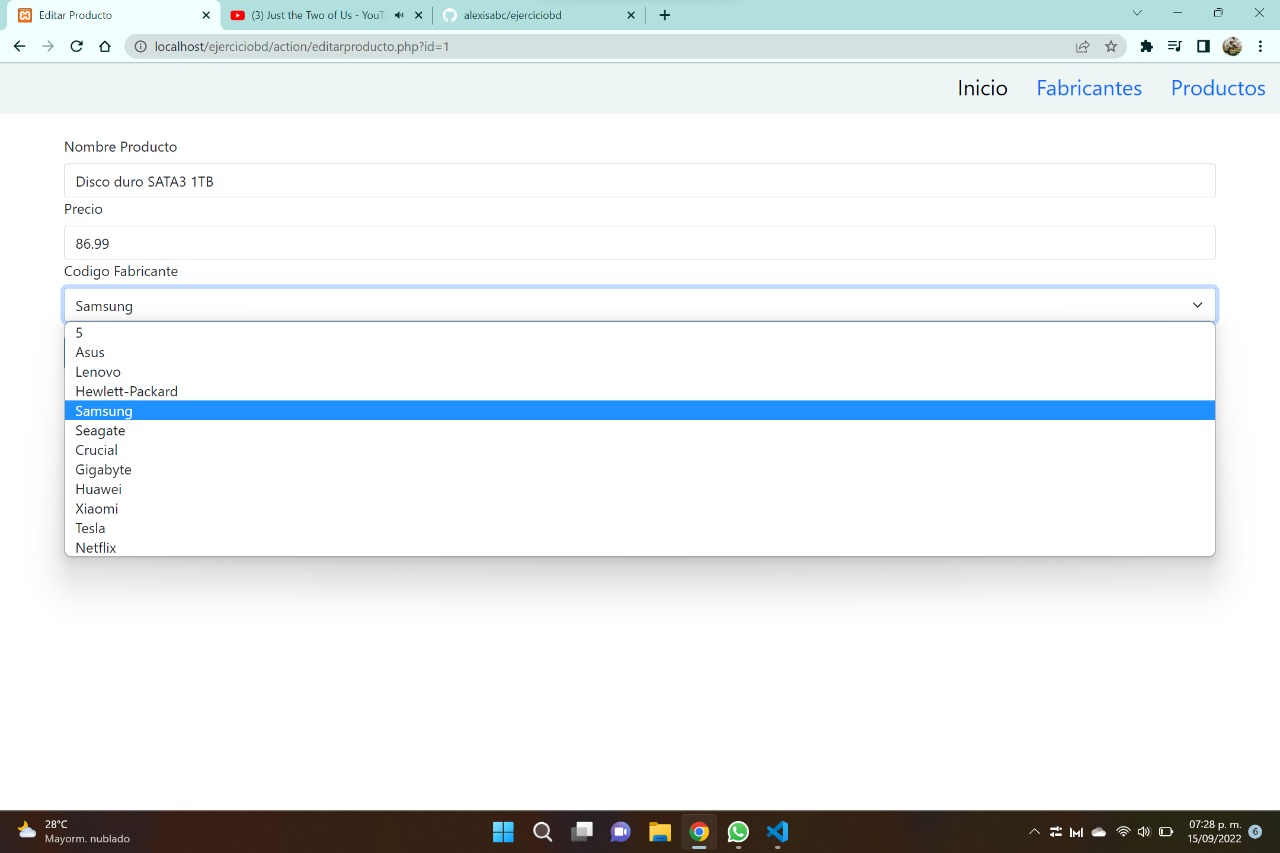 Editar Producto
(3) Just the Two of Us - YouT
alexisabc/ejerciciobd
localhost/ejerciciobd/action/editarproducto.php?id=1
Inicio Fabricantes Productos
Nombre Producto
Disco duro SATA3 1TB
Precio
86.99
Codigo Fabricante
Samsung
5
Asus
Lenovo
Hewlett-Packard
Samsung
Seagate
Crucial
Gigabyte
Huawei
Xiaomi
Tesla
Netflix
28°C
Mayorm. nublado
07:28 p. m.
15/09/2022
6